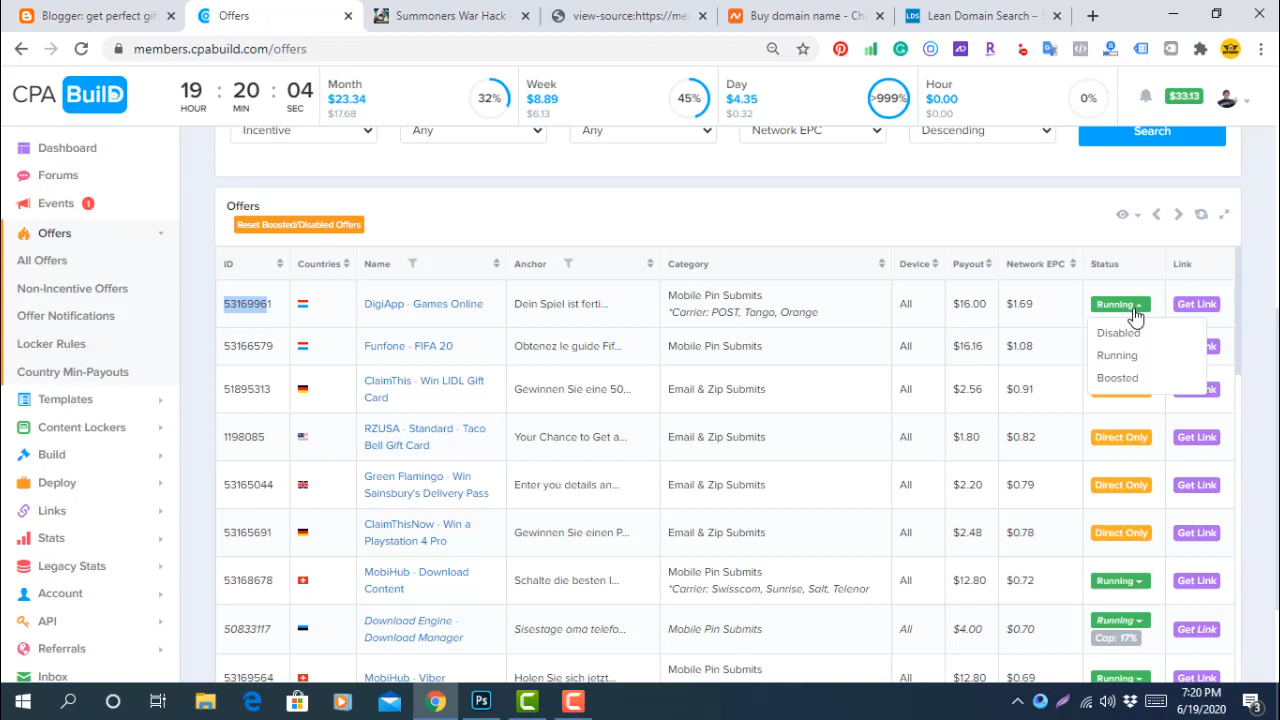 Blogger: get perfect gift
Offers
Summoners War Hack -
view-source:https://me
Buy domain name - Che
Lean Domain Search –
members.cpabuild.com/offers
CPA BuilD
19 : 20 : 04
HOUR MIN SEC
Month
$23.34
$17.68
32%
Week
$8.89
$6.13
45%
Day
$4.35
$0.32
>999%
Hour
$0.00
$0.00
0%
$33.13
Dashboard
Forums
Events 1
Offers
All Offers
Non-Incentive Offers
Offer Notifications
Locker Rules
Country Min-Payouts
Templates
Content Lockers
Build
Deploy
Links
Stats
Legacy Stats
Account
API
Referrals
Inbox
Incentive Any Any Network EPC Descending Search
Offers
Reset Boosted/Disabled Offers
ID Countries Name Anchor Category Device Payout Network EPC Status Link
53169961 DigiApp - Games Online Dein Spiel ist ferti... Mobile Pin Submits All $16.00 $1.69 Running Get Link
*Carrier: POST, Tango, Orange
Disabled
Running
Boosted
53166579 Funfone - FIFA 20 Obtenez le guide Fif... Mobile Pin Submits All $16.16 $1.08
51895313 ClaimThis - Win LIDL Gift Gewinnen Sie eine 50... Email & Zip Submits All $2.56 $0.91
Card
1198085 RZUSA - Standard - Taco Your Chance to Get a... Email & Zip Submits All $1.80 $0.82 Direct Only Get Link
Bell Gift Card
53165044 Green Flamingo - Win Enter you details an... Email & Zip Submits All $2.20 $0.79 Direct Only Get Link
Sainsbury's Delivery Pass
53165691 ClaimThisNow - Win a Gewinnen Sie einen P... Email & Zip Submits All $2.48 $0.78 Direct Only Get Link
Playstation 4 Pro
53168678 MobiHub - Download Schalte die besten I... Mobile Pin Submits All $12.80 $0.72 Running Get Link
Content *Carrier: Swisscom, Sunrise, Salt, Telenor
50833117 Download Engine - Sisestage oma telefo... Mobile Pin Submits All $4.00 $0.70 Running Get Link
Download Manager Cap: 17%
Mobile Pin Submits
53169564 MobiHub - Viber Holen Sie sich jetzt... All $12.80 $0.69 Running Get Link
Ps
7:20 PM
6/19/2020
3